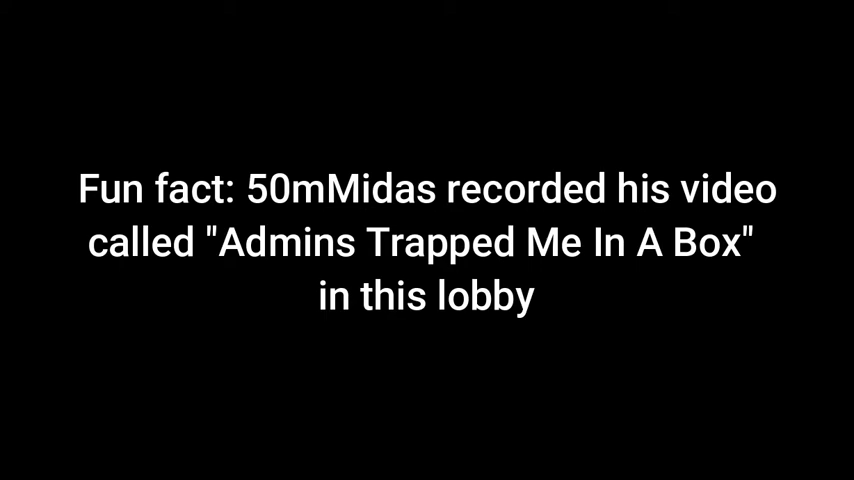 Fun fact: 50mMidas recorded his video
called "Admins Trapped Me In A Box"
in this lobby